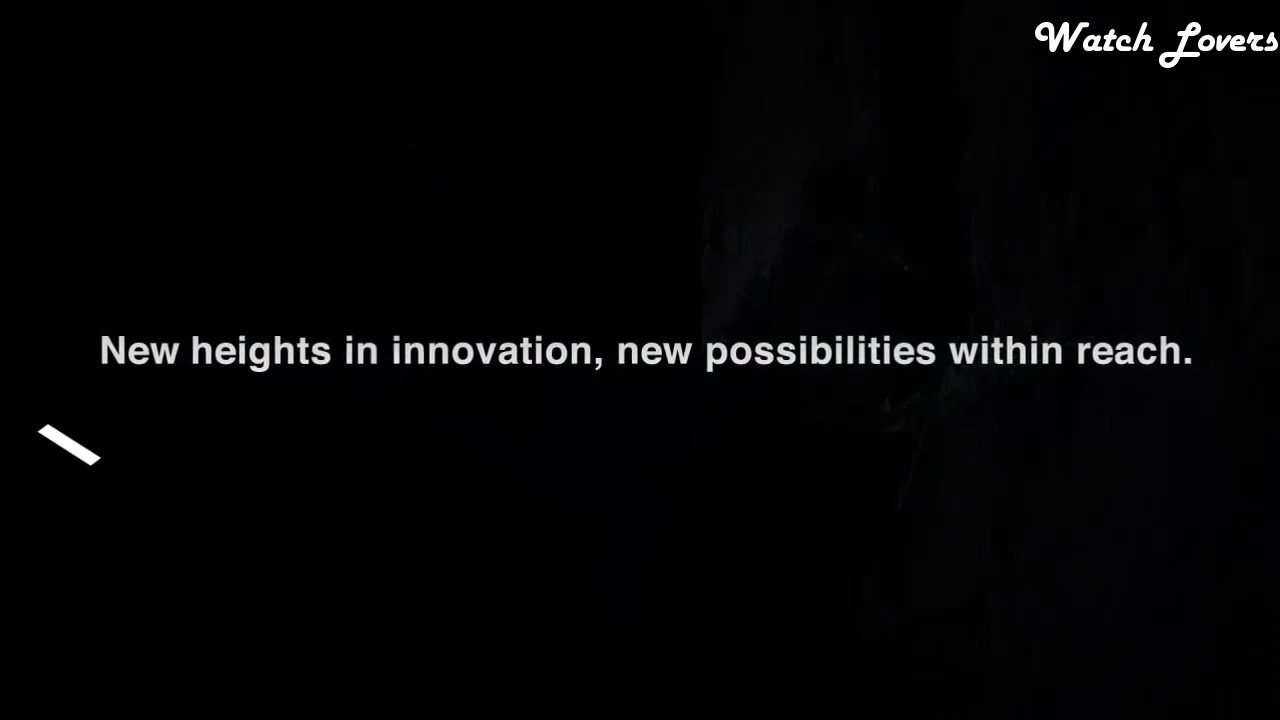 Watch Lovers
New heights in innovation, new possibilities within reach.